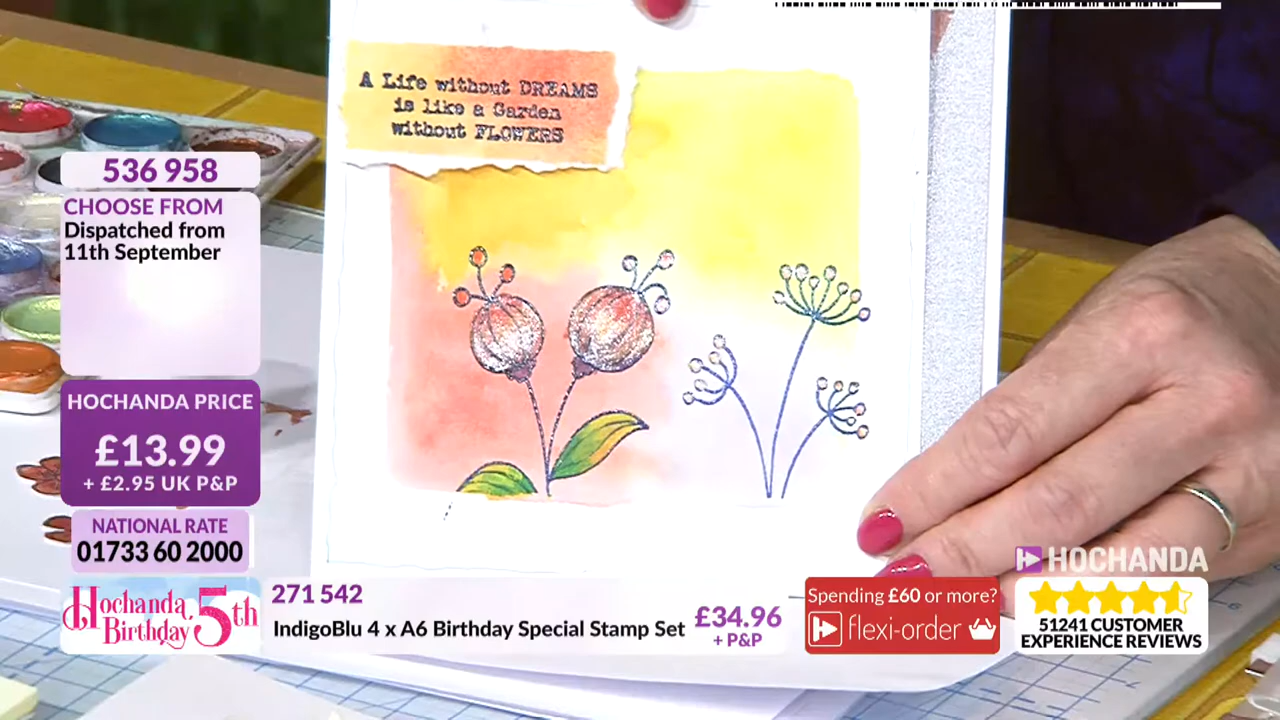 A Life without DREAMS
is like a Garden
without FLOWERS
536 958
CHOOSE FROM
Dispatched from
11th September
HOCHANDA PRICE
£13.99
+ £2.95 UK P&P
NATIONAL RATE
01733 60 2000
Hochanda
Birthday
5th
271 542
IndigoBlu 4 x A6 Birthday Special Stamp Set
£34.96
+ P&P
Spending £60 or more?
flexi-order
HOCHANDA
51241 CUSTOMER
EXPERIENCE REVIEWS